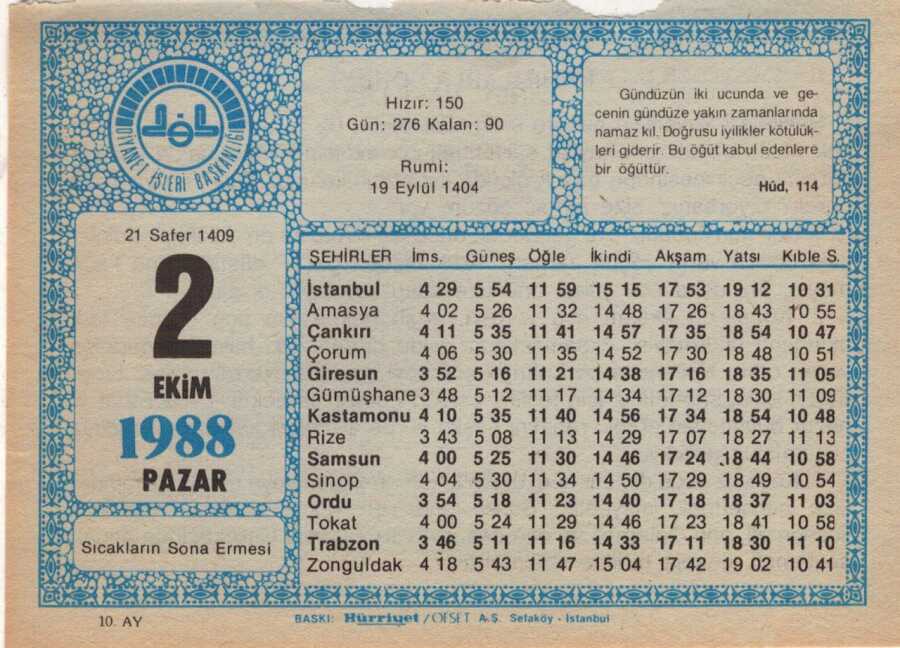 DİYANET İŞLERİ BAŞKANLIĞI
Hızır: 150
Gün: 276 Kalan: 90
Rumi:
19 Eylül 1404
Gündüzün iki ucunda ve ge-
cenin gündüze yakın zamanlarında
namaz kıl. Doğrusu iyilikler kötülük-
leri giderir. Bu öğüt kabul edenlere
bir öğüttür.
Hûd, 114
21 Safer 1409
2
EKİM
1988
PAZAR
Sıcakların Sona Ermesi
ŞEHİRLER İms. Güneş Öğle İkindi Akşam Yatsı Kıble S.
İstanbul 4 29 5 54 11 59 15 15 17 53 19 12 10 31
Amasya 4 02 5 26 11 32 14 48 17 26 18 43 10 55
Çankırı 4 11 5 35 11 41 14 57 17 35 18 54 10 47
Çorum 4 06 5 30 11 35 14 52 17 30 18 48 10 51
Giresun 3 52 5 16 11 21 14 38 17 16 18 35 11 05
Gümüşhane 3 48 5 12 11 17 14 34 17 12 18 30 11 09
Kastamonu 4 10 5 35 11 40 14 56 17 34 18 54 10 48
Rize 3 43 5 08 11 13 14 29 17 07 18 27 11 13
Samsun 4 00 5 25 11 30 14 46 17 24 18 44 10 58
Sinop 4 04 5 30 11 34 14 50 17 29 18 49 10 54
Ordu 3 54 5 18 11 23 14 40 17 18 18 37 11 03
Tokat 4 00 5 24 11 29 14 46 17 23 18 41 10 58
Trabzon 3 46 5 11 11 16 14 33 17 11 18 30 11 10
Zonguldak 4 18 5 43 11 47 15 04 17 42 19 02 10 41
10. AY
BASKI: Hürriyet / OFSET A.Ş. Sefaköy - İstanbul